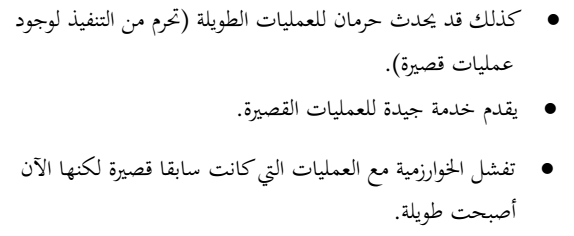 ● كذلك قد يحدث حرمان للعمليات الطويلة (تحرم من التنفيذ لوجود
عمليات قصيرة).
● يقدم خدمة جيدة للعمليات القصيرة.
● تفشل الخوارزمية مع العمليات التي كانت سابقا قصيرة لكنها الآن
أصبحت طويلة.